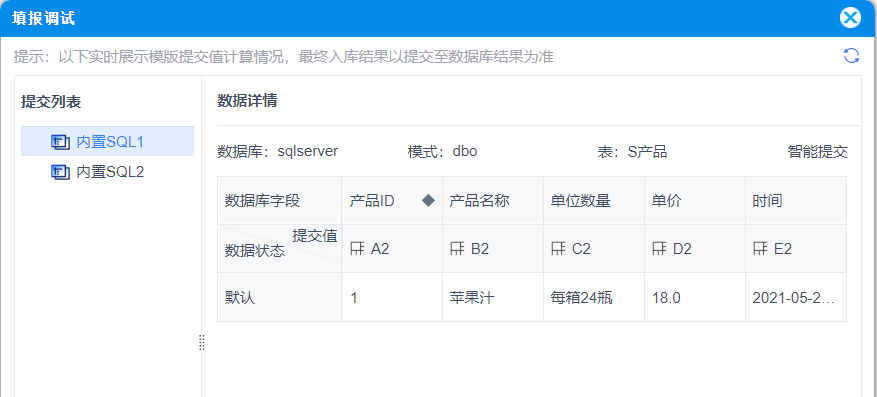 填报调试
提示：以下实时展示模版提交值计算情况，最终入库结果以提交至数据库结果为准
提交列表
内置SQL1
内置SQL2
数据详情
数据库：sqlserver 模式：dbo 表：S产品 智能提交
数据库字段 产品ID 产品名称 单位数量 单价 时间
提交值
数据状态 A2 B2 C2 D2 E2
默认 1 苹果汁 每箱24瓶 18.0 2021-05-2...